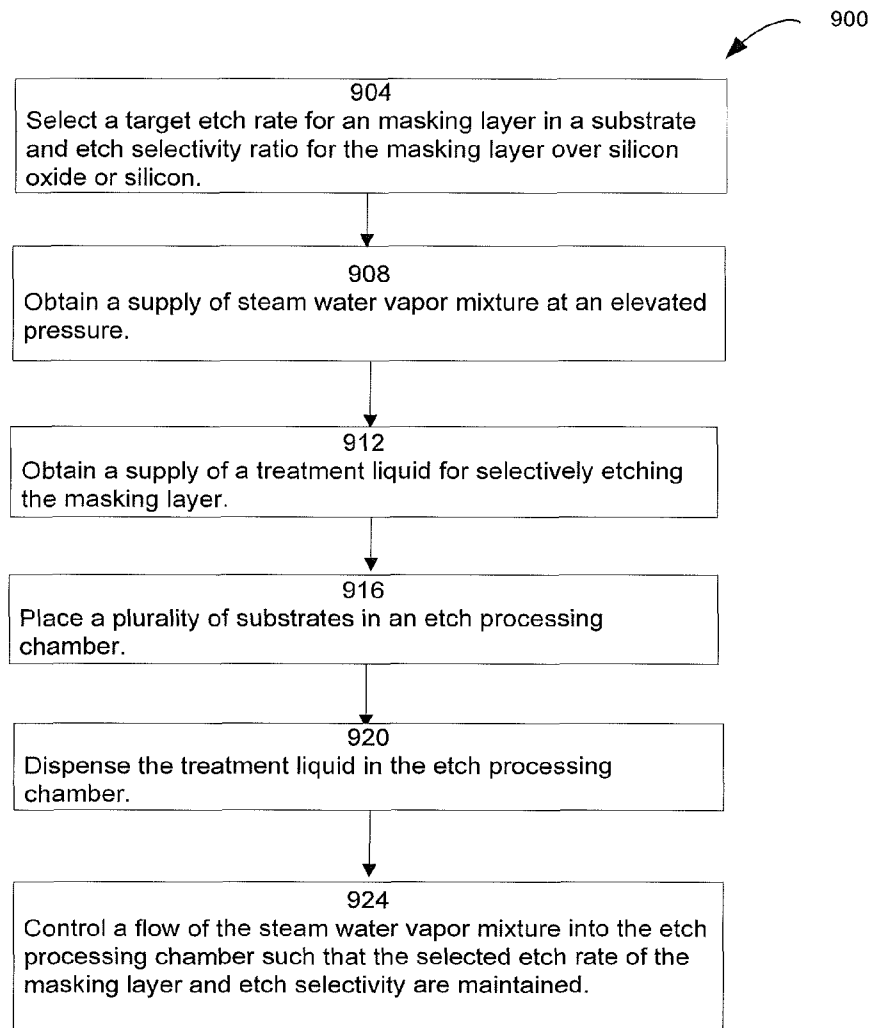 900
904
Select a target etch rate for an masking layer in a substrate
and etch selectivity ratio for the masking layer over silicon
oxide or silicon.
908
Obtain a supply of steam water vapor mixture at an elevated
pressure.
912
Obtain a supply of a treatment liquid for selectively etching
the masking layer.
916
Place a plurality of substrates in an etch processing
chamber.
920
Dispense the treatment liquid in the etch processing
chamber.
924
Control a flow of the steam water vapor mixture into the etch
processing chamber such that the selected etch rate of the
masking layer and etch selectivity are maintained.